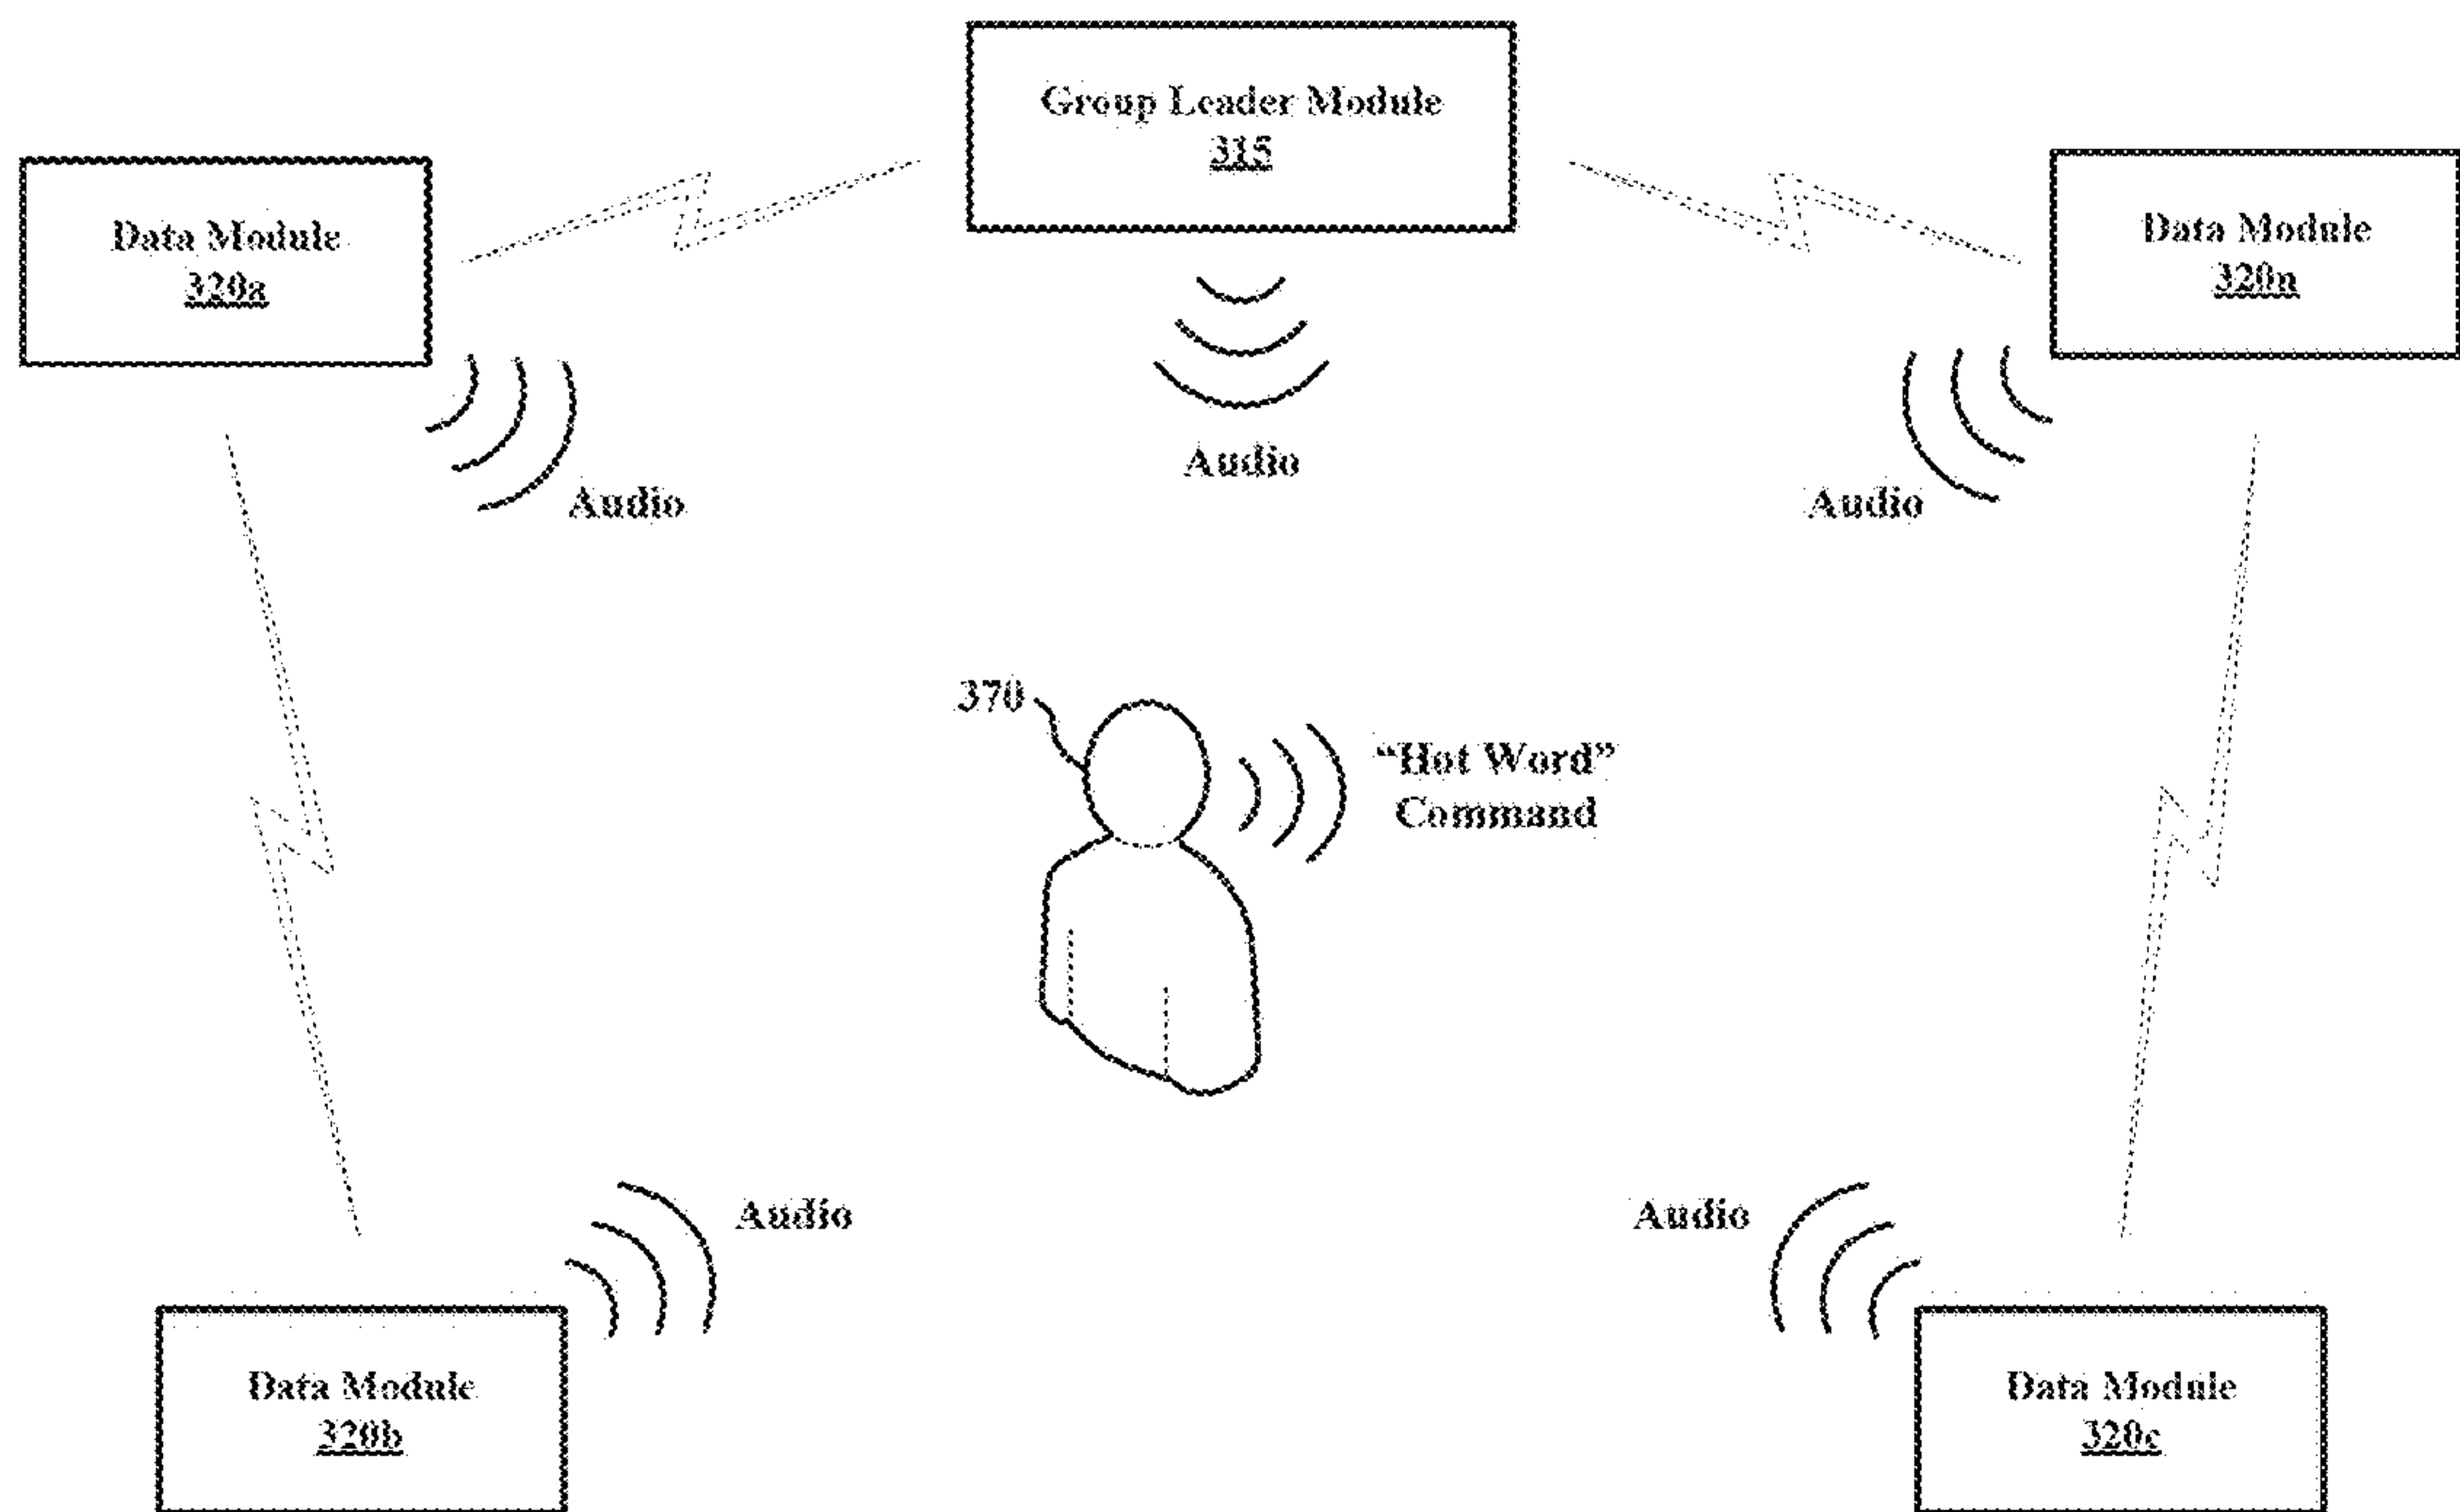 Group Leader Module
315
Data Module
320a
Data Module
320n
Audio
Audio
Audio
370
“Hot Word”
Command
Audio
Audio
Data Module
320b
Data Module
320c